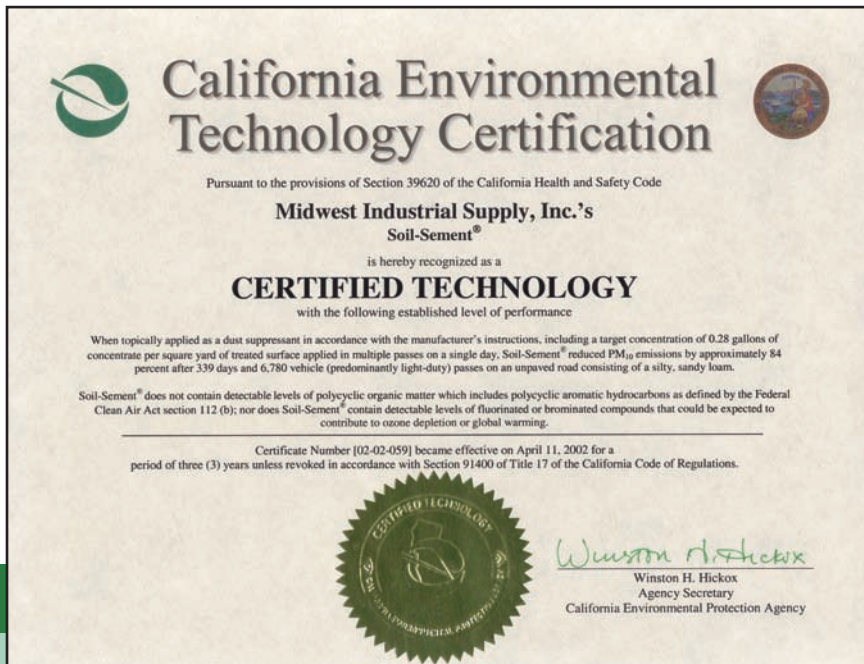 California Environmental
Technology Certification
Pursuant to the provisions of Section 39620 of the California Health and Safety Code
Midwest Industrial Supply, Inc.'s
Soil-Sement®
is hereby recognized as a
CERTIFIED TECHNOLOGY
with the following established level of performance
When topically applied as a dust suppressant in accordance with the manufacturer's instructions, including a target concentration of 0.28 gallons of
concentrate per square yard of treated surface applied in multiple passes on a single day, Soil-Sement® reduced PM₁₀ emissions by approximately 84
percent after 339 days and 6,780 vehicle (predominantly light-duty) passes on an unpaved road consisting of a silty, sandy loam.
Soil-Sement® does not contain detectable levels of polycyclic organic matter which includes polycyclic aromatic hydrocarbons as defined by the Federal
Clean Air Act section 112 (b); nor does Soil-Sement® contain detectable levels of fluorinated or brominated compounds that could be expected to
contribute to ozone depletion or global warming.
Certificate Number [02-02-059] became effective on April 11, 2002 for a
period of three (3) years unless revoked in accordance with Section 91400 of Title 17 of the California Code of Regulations.
CERTIFIED TECHNOLOGY
Winston H. Hickox
Winston H. Hickox
Agency Secretary
California Environmental Protection Agency